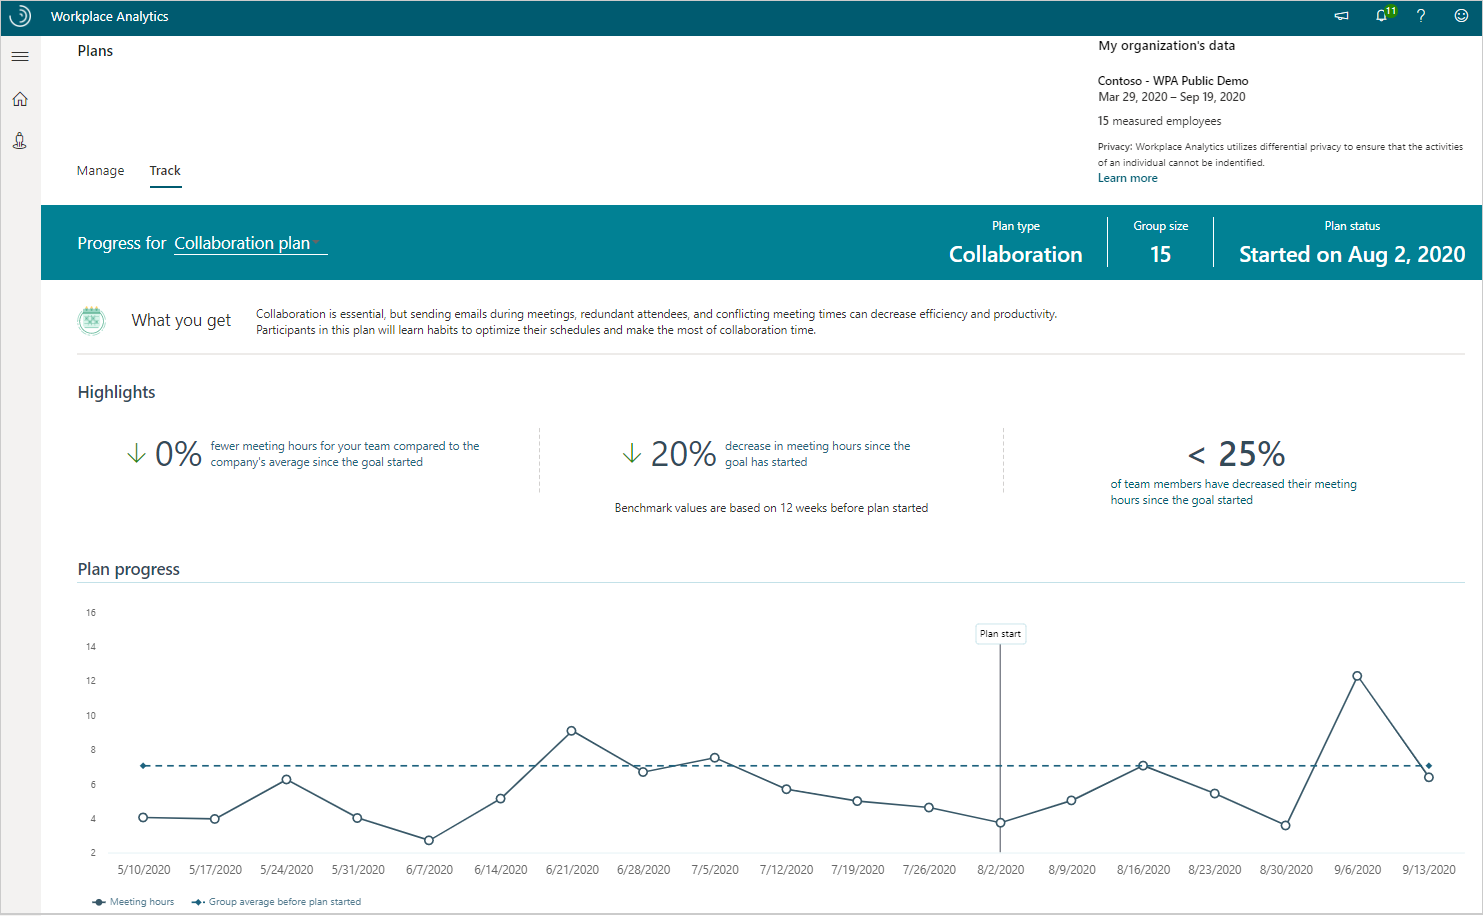 Workplace Analytics
11
?
Plans
My organization's data
Contoso - WPA Public Demo
Mar 29, 2020 – Sep 19, 2020
15 measured employees
Privacy: Workplace Analytics utilizes differential privacy to ensure that the activities
of an individual cannot be indentified.
Learn more
Manage
Track
Progress for Collaboration plan
Plan type
Collaboration
Group size
15
Plan status
Started on Aug 2, 2020
What you get
Collaboration is essential, but sending emails during meetings, redundant attendees, and conflicting meeting times can decrease efficiency and productivity.
Participants in this plan will learn habits to optimize their schedules and make the most of collaboration time.
Highlights
↓ 0%
fewer meeting hours for your team compared to the
company's average since the goal started
↓ 20%
decrease in meeting hours since the
goal has started
Benchmark values are based on 12 weeks before plan started
< 25%
of team members have decreased their meeting
hours since the goal started
Plan progress
16
14
12
10
8
6
4
2
Plan start
5/10/2020 5/17/2020 5/24/2020 5/31/2020 6/7/2020 6/14/2020 6/21/2020 6/28/2020 7/5/2020 7/12/2020 7/19/2020 7/26/2020 8/2/2020 8/9/2020 8/16/2020 8/23/2020 8/30/2020 9/6/2020 9/13/2020
Meeting hours
Group average before plan started